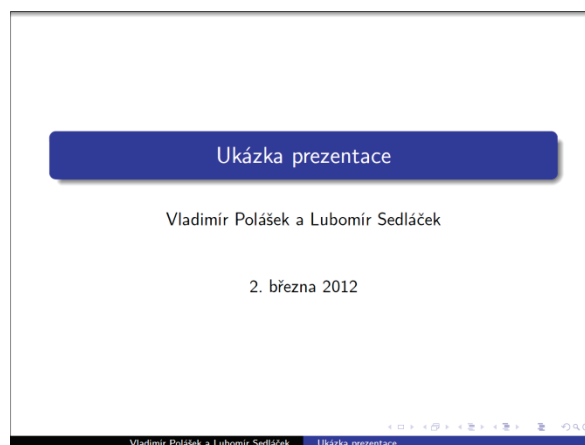 Ukázka prezentace
Vladimír Polášek a Lubomír Sedláček
2. března 2012
Vladimír Polášek a Lubomír Sedláček Ukázka prezentace